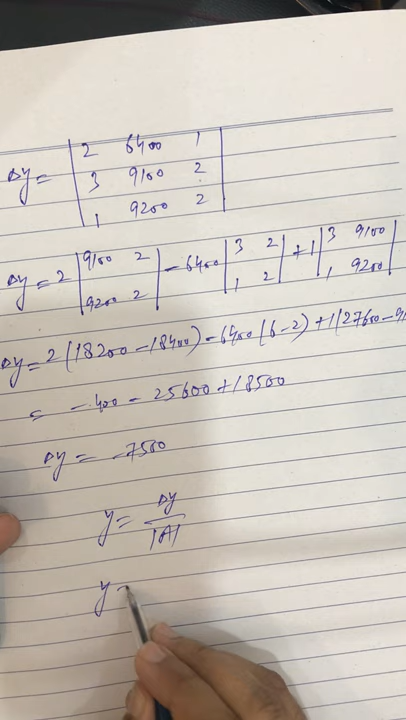 Δy = | 2 6400 1 |
| 3 9100 2 |
| 1 9200 2 |
Δy = 2 | 9100 2 | - 6400 | 3 2 | + 1 | 3 9100 |
| 9200 2 | | 1 2 | | 1 9200 |
Δy = 2 (18200 - 18400) - 6400 (6 - 2) + 1 (27600 - 91
= - 400 - 25600 + 18500
Δy = - 7500
y = Δy
|A|
y =